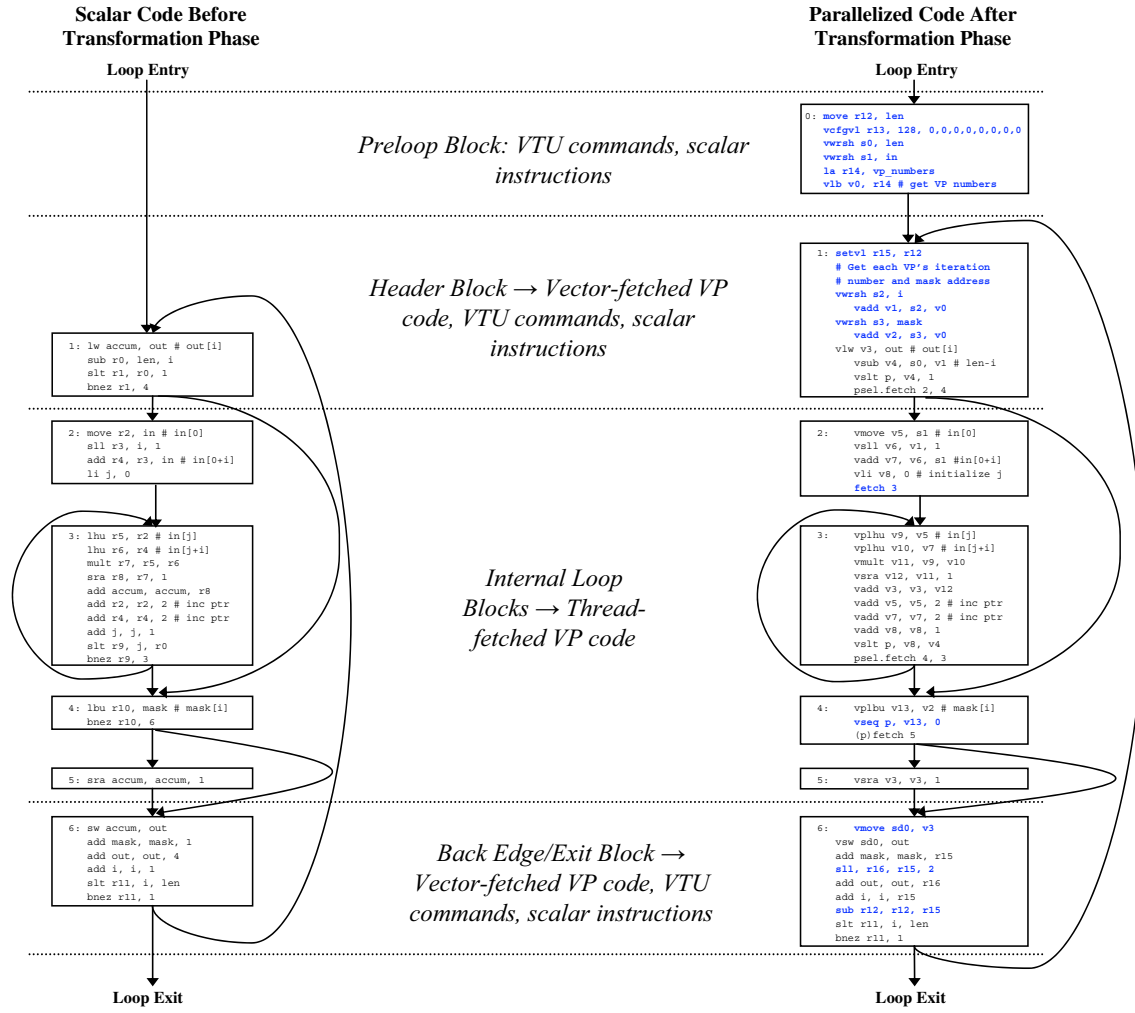 Scalar Code Before
Transformation Phase
Loop Entry
1: lw accum, out # out[i]
sub r0, len, i
slt r1, r0, 1
bnez r1, 4
2: move r2, in # in[0]
sll r3, i, 1
add r4, r3, in # in[0+i]
li j, 0
3: lhu r5, r2 # in[j]
lhu r6, r4 # in[j+i]
mult r7, r5, r6
sra r8, r7, 1
add accum, accum, r8
add r2, r2, 2 # inc ptr
add r4, r4, 2 # inc ptr
add j, j, 1
slt r9, j, r0
bnez r9, 3
4: lbu r10, mask # mask[i]
bnez r10, 6
5: sra accum, accum, 1
6: sw accum, out
add mask, mask, 1
add out, out, 4
add i, i, 1
slt r11, i, len
bnez r11, 1
Loop Exit
Preloop Block: VTU commands, scalar
instructions
Header Block → Vector-fetched VP
code, VTU commands, scalar
instructions
Internal Loop
Blocks → Thread-
fetched VP code
Back Edge/Exit Block →
Vector-fetched VP code, VTU
commands, scalar instructions
Parallelized Code After
Transformation Phase
Loop Entry
0: move r12, len
vcfgvl r13, 128, 0,0,0,0,0,0,0,0
vwrsh s0, len
vwrsh s1, in
la r14, vp_numbers
vlb v0, r14 # get VP numbers
1: setvl r15, r12
# Get each VP's iteration
# number and mask address
vwrsh s2, i
vadd v1, s2, v0
vwrsh s3, mask
vadd v2, s3, v0
vlw v3, out # out[i]
vsub v4, s0, v1 # len-i
vslt p, v4, 1
psel.fetch 2, 4
2: vmove v5, s1 # in[0]
vsll v6, v1, 1
vadd v7, v6, s1 #in[0+i]
vli v8, 0 # initialize j
fetch 3
3: vplhu v9, v5 # in[j]
vplhu v10, v7 # in[j+i]
vmult v11, v9, v10
vsra v12, v11, 1
vadd v3, v3, v12
vadd v5, v5, 2 # inc ptr
vadd v7, v7, 2 # inc ptr
vadd v8, v8, 1
vslt p, v8, v4
psel.fetch 4, 3
4: vplbu v13, v2 # mask[i]
vseq p, v13, 0
(p)fetch 5
5: vsra v3, v3, 1
6: vmove sd0, v3
vsw sd0, out
add mask, mask, r15
sll, r16, r15, 2
add out, out, r16
add i, i, r15
sub r12, r12, r15
slt r11, i, len
bnez r11, 1
Loop Exit